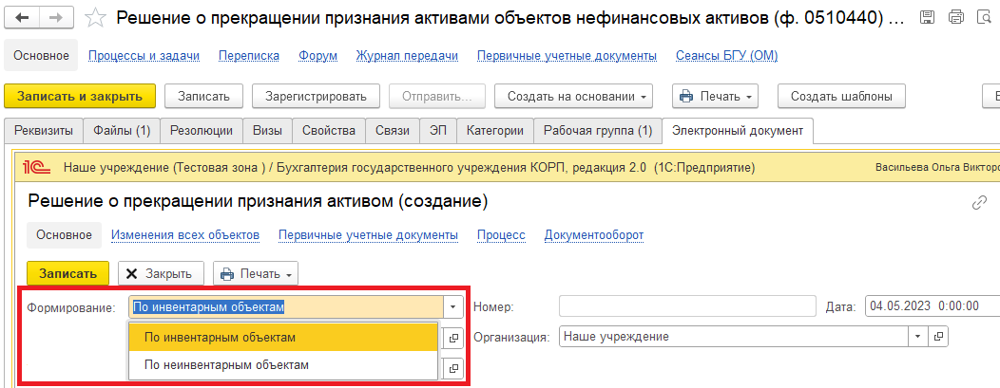 Решение о прекращении признания активами объектов нефинансовых активов (ф. 0510440) ...
Основное Процессы и задачи Переписка Форум Журнал передачи Первичные учетные документы Сеансы БГУ (ОМ)
Записать и закрыть Записать Зарегистрировать Отправить... Создать на основании Печать Создать шаблоны
Реквизиты Файлы (1) Резолюции Визы Свойства Связи ЭП Категории Рабочая группа (1) Электронный документ
1С Наше учреждение (Тестовая зона ) / Бухгалтерия государственного учреждения КОРП, редакция 2.0 (1С:Предприятие) Васильева Ольга Викторо
Решение о прекращении признания активом (создание)
Основное Изменения всех объектов Первичные учетные документы Процесс Документооборот
Записать Закрыть Печать
Формирование: По инвентарным объектам Номер: Дата: 04.05.2023 0:00:00
По инвентарным объектам Организация: Наше учреждение
По неинвентарным объектам